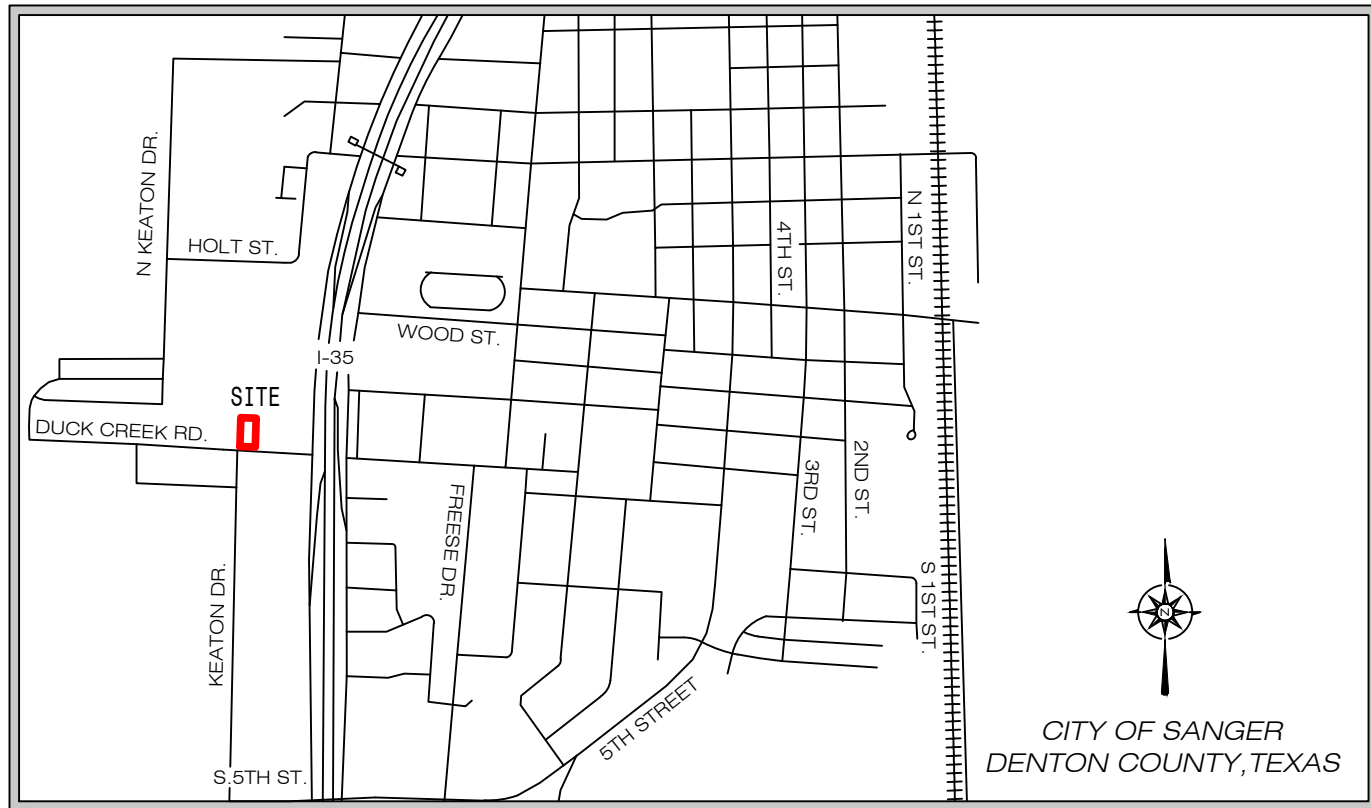 N KEATON DR.
HOLT ST.
4TH ST.
N 1ST ST.
WOOD ST.
I-35
SITE
DUCK CREEK RD.
FREESE DR.
3RD ST.
2ND ST.
KEATON DR.
S 1ST ST.
N
5TH STREET
S.5TH ST.
CITY OF SANGER
DENTON COUNTY,TEXAS